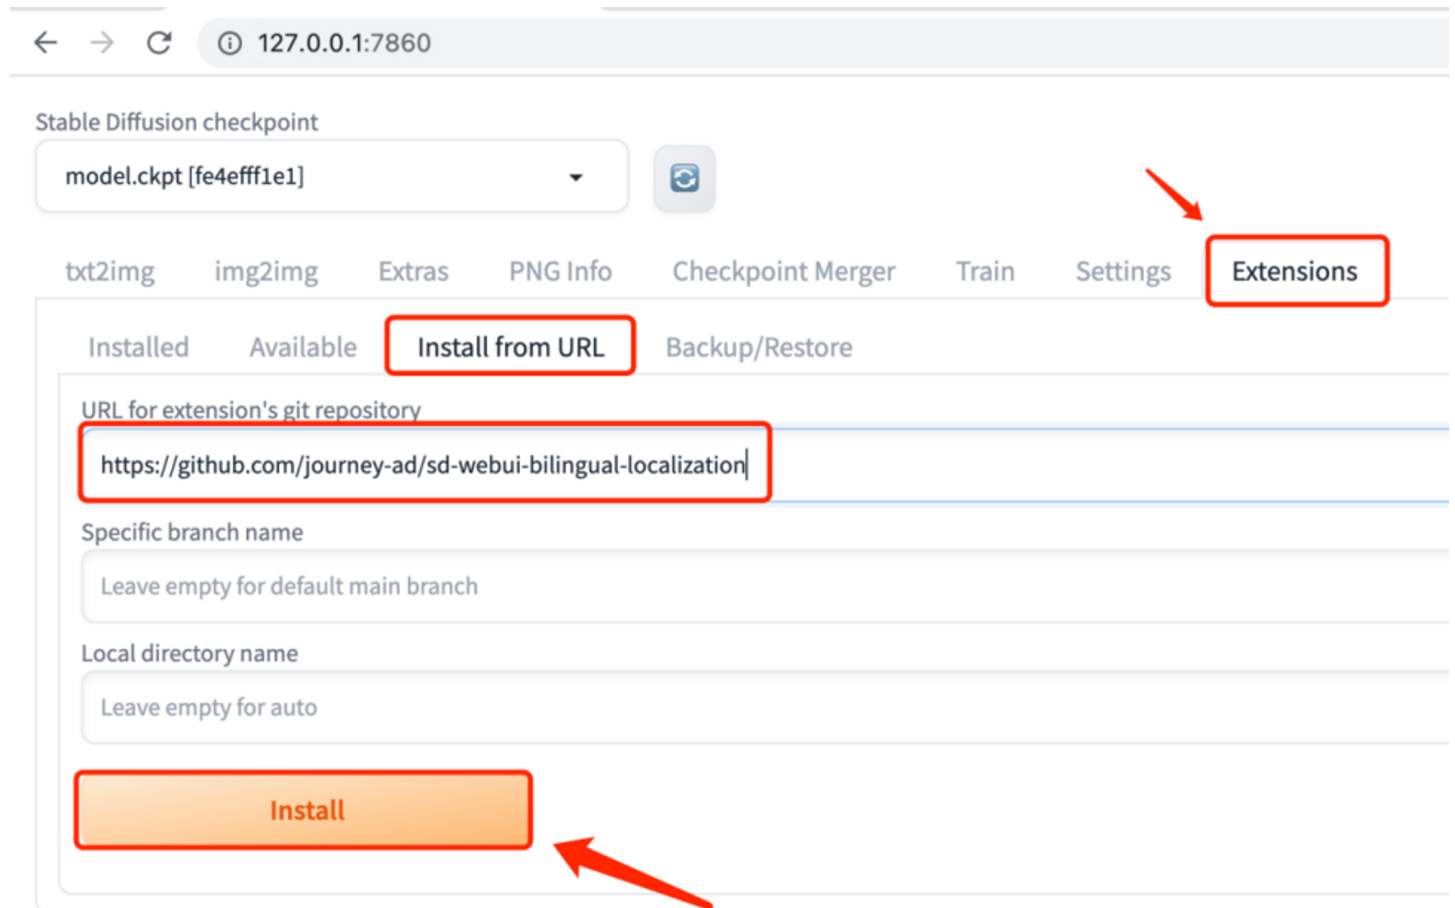 127.0.0.1:7860
Stable Diffusion checkpoint
model.ckpt [fe4efff1e1]
txt2img img2img Extras PNG Info Checkpoint Merger Train Settings Extensions
Installed Available Install from URL Backup/Restore
URL for extension's git repository
https://github.com/journey-ad/sd-webui-bilingual-localization
Specific branch name
Leave empty for default main branch
Local directory name
Leave empty for auto
Install